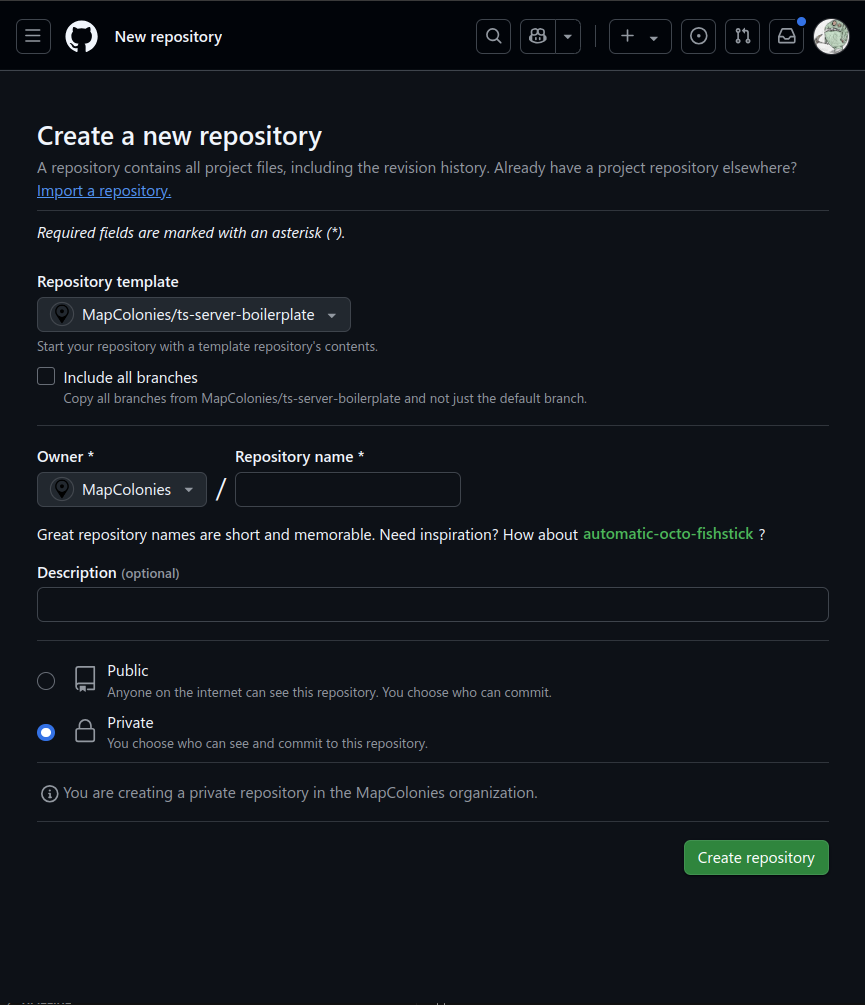 New repository
Create a new repository
A repository contains all project files, including the revision history. Already have a project repository elsewhere?
Import a repository.
Required fields are marked with an asterisk (*).
Repository template
MapColonies/ts-server-boilerplate
Start your repository with a template repository's contents.
Include all branches
Copy all branches from MapColonies/ts-server-boilerplate and not just the default branch.
Owner * Repository name *
MapColonies /
Great repository names are short and memorable. Need inspiration? How about automatic-octo-fishstick ?
Description (optional)
Public
Anyone on the internet can see this repository. You choose who can commit.
Private
You choose who can see and commit to this repository.
You are creating a private repository in the MapColonies organization.
Create repository